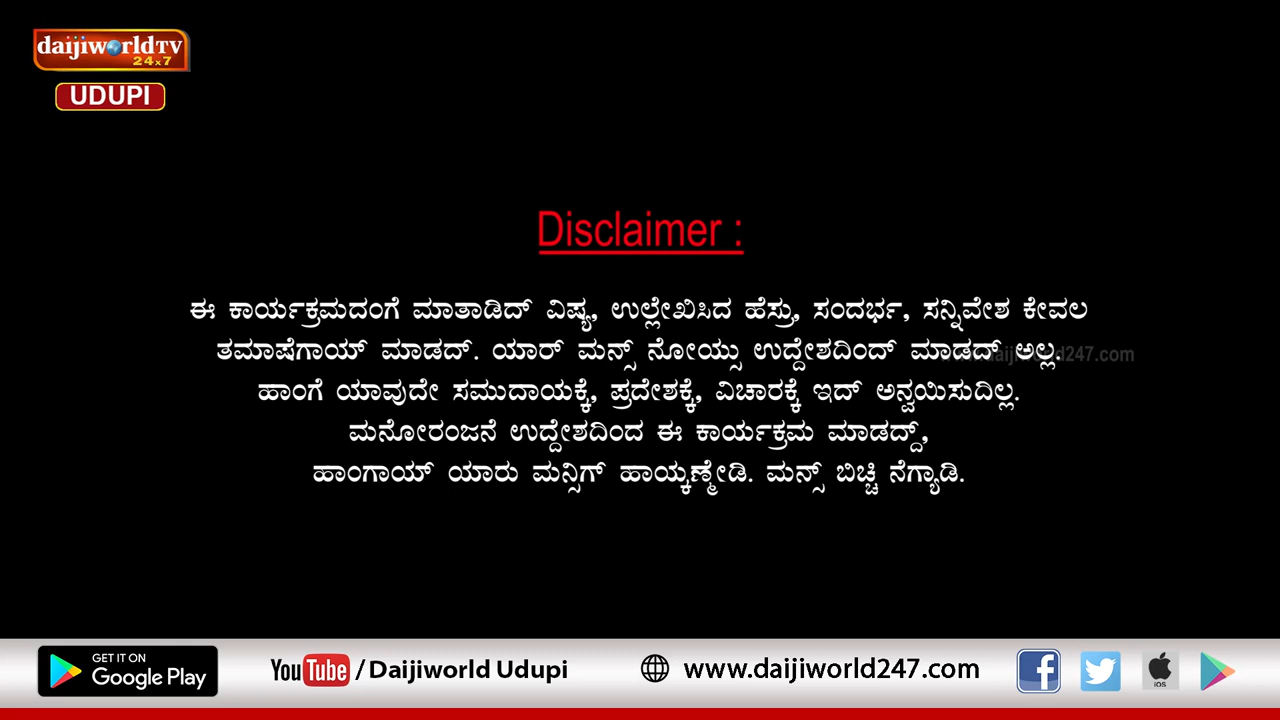 daijiworldTV
24x7
UDUPI
Disclaimer :
ಈ ಕಾರ್ಯಕ್ರಮದಂಗೆ ಮಾತಾಡಿದ್ ವಿಷ್ಯ, ಉಲ್ಲೇಖಿಸಿದ ಹೆಸ್ರು, ಸಂದರ್ಭ, ಸನ್ನಿವೇಶ ಕೇವಲ
ತಮಾಷೆಗಾಯ್ ಮಾಡದ್. ಯಾರ್ ಮನ್ಸ್ ನೋಯ್ಸು ಉದ್ದೇಶದಿಂದ್ ಮಾಡದ್ ಅಲ್ಲ.
ಹಾಂಗೆ ಯಾವುದೇ ಸಮುದಾಯಕ್ಕೆ, ಪ್ರದೇಶಕ್ಕೆ, ವಿಚಾರಕ್ಕೆ ಇದ್ ಅನ್ವಯಿಸುದಿಲ್ಲ.
ಮನೋರಂಜನೆ ಉದ್ದೇಶದಿಂದ ಈ ಕಾರ್ಯಕ್ರಮ ಮಾಡದ್ದ್,
ಹಾಂಗಾಯ್ ಯಾರು ಮನ್ಸಿಗ್ ಹಾಯ್ಕಣ್ಮೇಡಿ. ಮನ್ಸ್ ಬಿಚ್ಚಿ ನೆಗ್ಯಾಡಿ.
GET IT ON
Google Play
YouTube / Daijiworld Udupi
www.daijiworld247.com
iOS